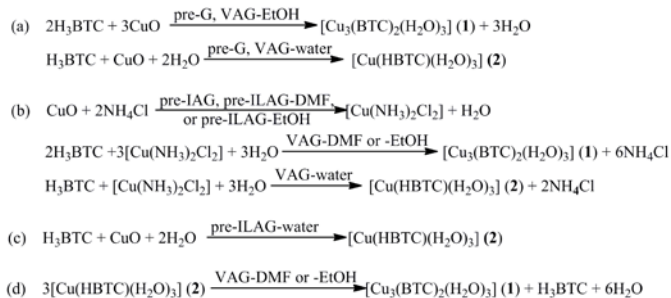 (a) 2H₃BTC + 3CuO pre-G, VAG-EtOH [Cu₃(BTC)₂(H₂O)₃] (1) + 3H₂O
H₃BTC + CuO + 2H₂O pre-G, VAG-water [Cu(HBTC)(H₂O)₃] (2)
(b) CuO + 2NH₄Cl pre-IAG, pre-ILAG-DMF, or pre-ILAG-EtOH [Cu(NH₃)₂Cl₂] + H₂O
2H₃BTC +3[Cu(NH₃)₂Cl₂] + 3H₂O VAG-DMF or -EtOH [Cu₃(BTC)₂(H₂O)₃] (1) + 6NH₄Cl
H₃BTC + [Cu(NH₃)₂Cl₂] + 3H₂O VAG-water [Cu(HBTC)(H₂O)₃] (2) + 2NH₄Cl
(c) H₃BTC + CuO + 2H₂O pre-ILAG-water [Cu(HBTC)(H₂O)₃] (2)
(d) 3[Cu(HBTC)(H₂O)₃] (2) VAG-DMF or -EtOH [Cu₃(BTC)₂(H₂O)₃] (1) + H₃BTC + 6H₂O